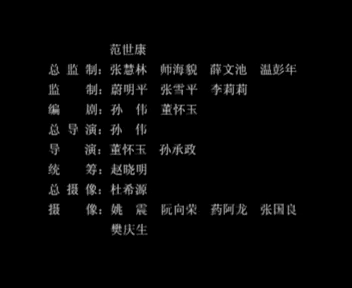 范世康
总监制：张慧林 师海貌 薛文池 温彭年
监 制：蔚明平 张雪平 李莉莉
编 剧：孙 伟 董怀玉
总导演：孙 伟
导 演：董怀玉 孙承政
统 筹：赵晓明
总摄像：杜希源
摄 像：姚 震 阮向荣 药阿龙 张国良
樊庆生